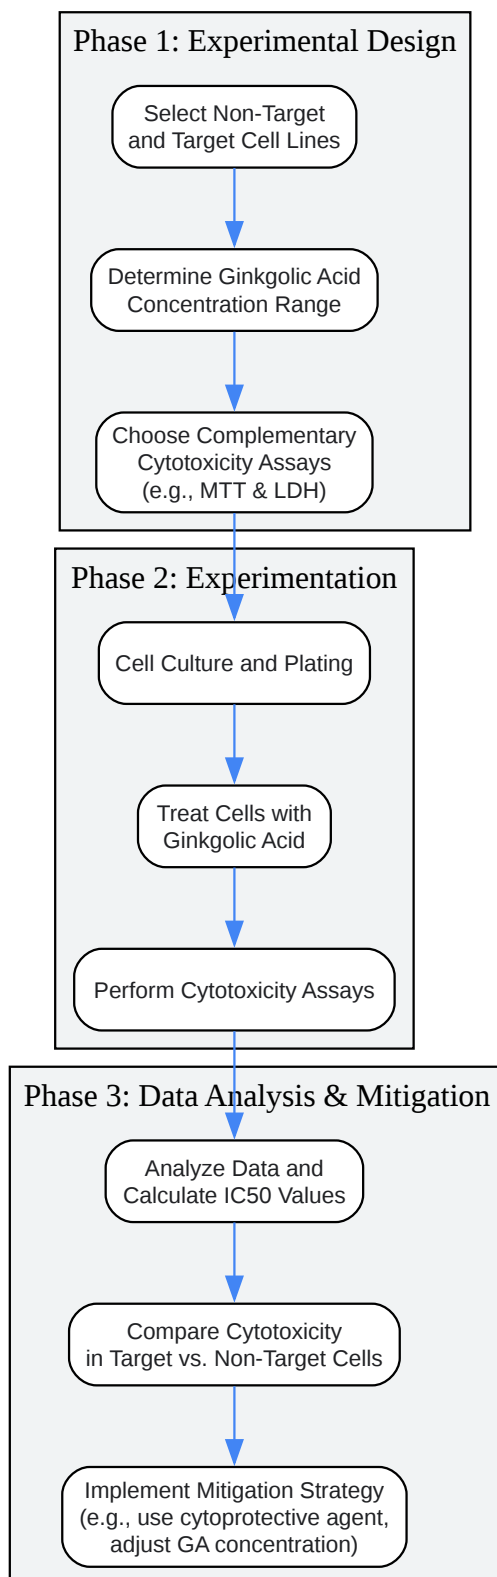 Phase 1: Experimental Design
Select Non-Target
and Target Cell Lines
Determine Ginkgolic Acid
Concentration Range
Choose Complementary
Cytotoxicity Assays
(e.g., MTT & LDH)
Phase 2: Experimentation
Cell Culture and Plating
Treat Cells with
Ginkgolic Acid
Perform Cytotoxicity Assays
Phase 3: Data Analysis & Mitigation
Analyze Data and
Calculate IC50 Values
Compare Cytotoxicity
in Target vs. Non-Target Cells
Implement Mitigation Strategy
(e.g., use cytoprotective agent,
adjust GA concentration)